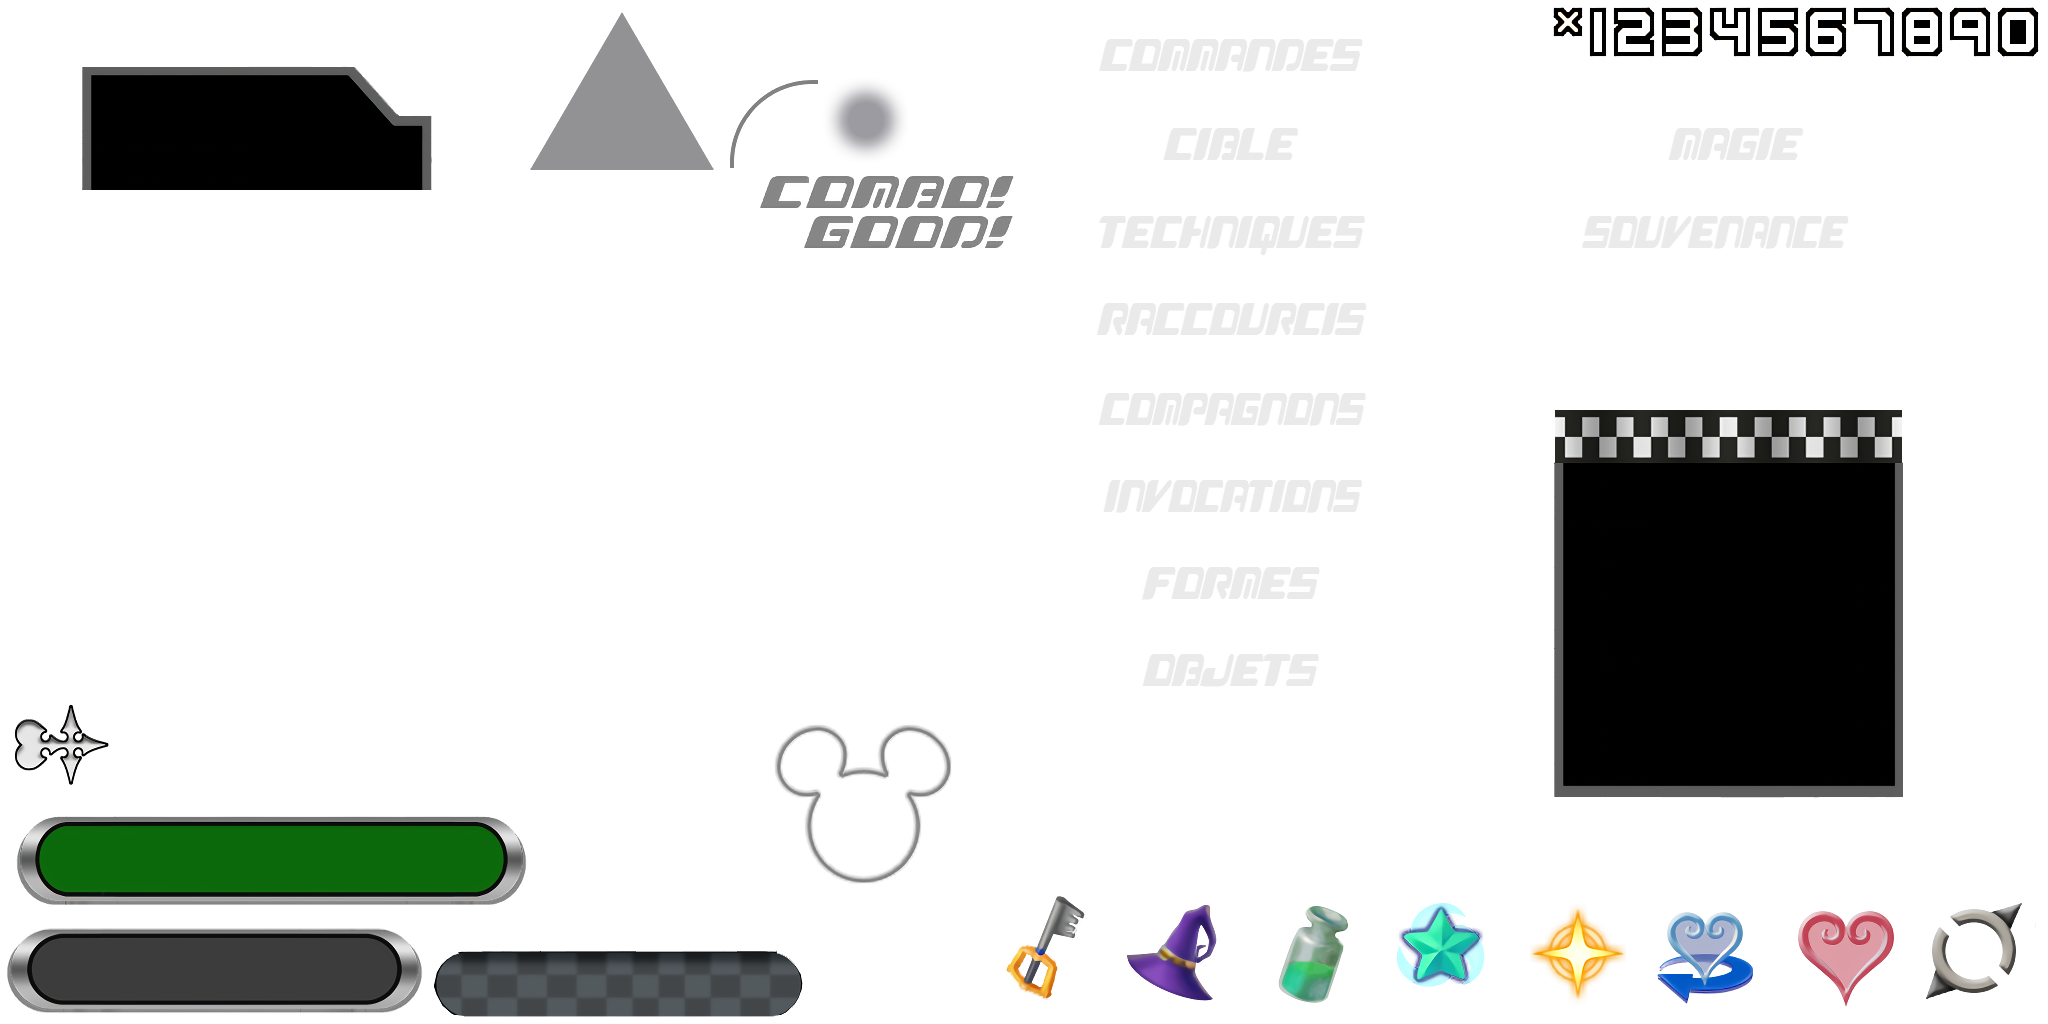 ×1234567890
COMMANDES
CIBLE
MAGIE
COMBO!
GOOD!
TECHNIQUES
SOUVENANCE
RACCOURCIS
COMPAGNONS
INVOCATIONS
FORMES
OBJETS